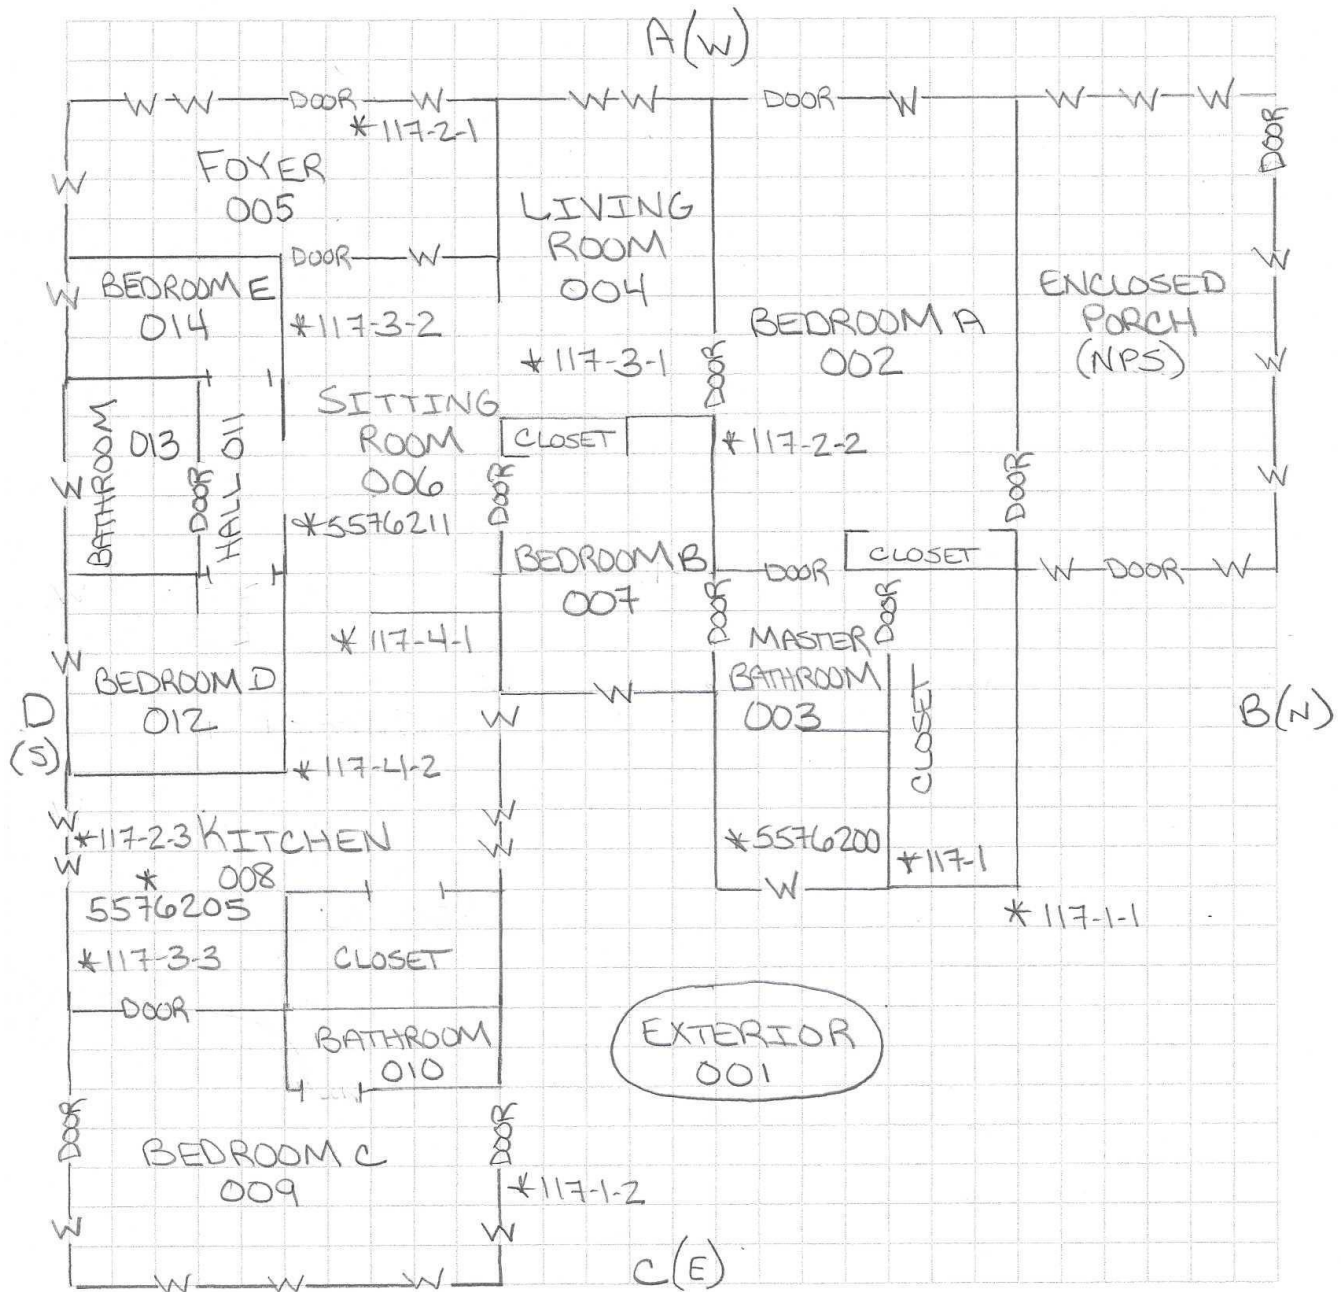 A (W)
W W DOOR W W W DOOR W W W W
*117-2-1
DOOR
FOYER
005
W
LIVING
ROOM
004
DOOR W
W
W
BEDROOM E
014
ENCLOSED
PORCH
(NPS)
*117-3-2
BEDROOM A
002
*117-3-1
DOOR
W
SITTING
ROOM
006
BATHROOM
013
DOOR
HALL 011
W
CLOSET
*117-2-2
DOOR
DOOR
W
*5576211
BEDROOM B
007
DOOR
CLOSET
W DOOR W
DOOR
DOOR
*117-4-1
MASTER
BATHROOM
003
W
BEDROOM D
012
W
CLOSET
D
(S)
W
B (N)
*117-4-2
W
W
*117-2-3 KITCHEN
008
*
5576205
W
W
*5576200
*117-1
W
*117-1-1
*117-3-3
CLOSET
DOOR
BATHROOM
010
EXTERIOR
001
DOOR
DOOR
BEDROOM C
009
*117-1-2
W
W
W W W
C (E)